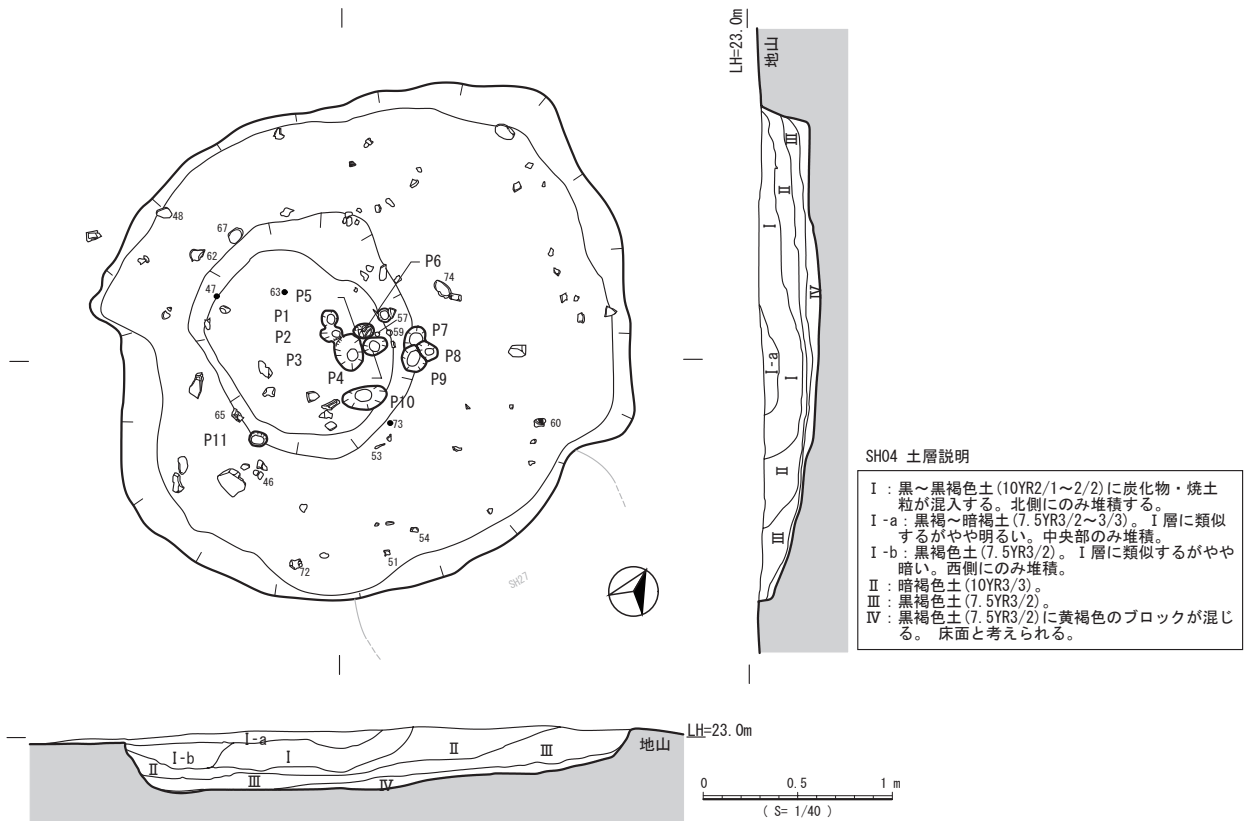 LH=23.0m
地山
48
67
62
47
63
P5
P6
74
P1
57
P2
59
P7
P3
P8
P4
P9
P10
65
73
60
P11
53
46
54
51
72
SH27
SH04 土層説明
Ⅰ：黒～黒褐色土(10YR2/1～2/2)に炭化物・焼土
粒が混入する。北側にのみ堆積する。
Ⅰ-a：黒褐～暗褐土(7.5YR3/2～3/3)。Ⅰ層に類似
するがやや明るい。中央部のみ堆積。
Ⅰ-b：黒褐色土(7.5YR3/2)。Ⅰ層に類似するがやや
暗い。西側にのみ堆積。
Ⅱ：暗褐色土(10YR3/3)。
Ⅲ：黒褐色土(7.5YR3/2)。
Ⅳ：黒褐色土(7.5YR3/2)に黄褐色のブロックが混じ
る。 床面と考えられる。
Ⅲ
Ⅱ
Ⅰ
Ⅳ
Ⅰ-a
Ⅰ
Ⅱ
Ⅲ
LH=23.0m
地山
Ⅰ-a
Ⅰ-b
Ⅰ
Ⅱ
Ⅲ
Ⅱ
Ⅲ
Ⅳ
0 0.5 1 m
( S= 1/40 )